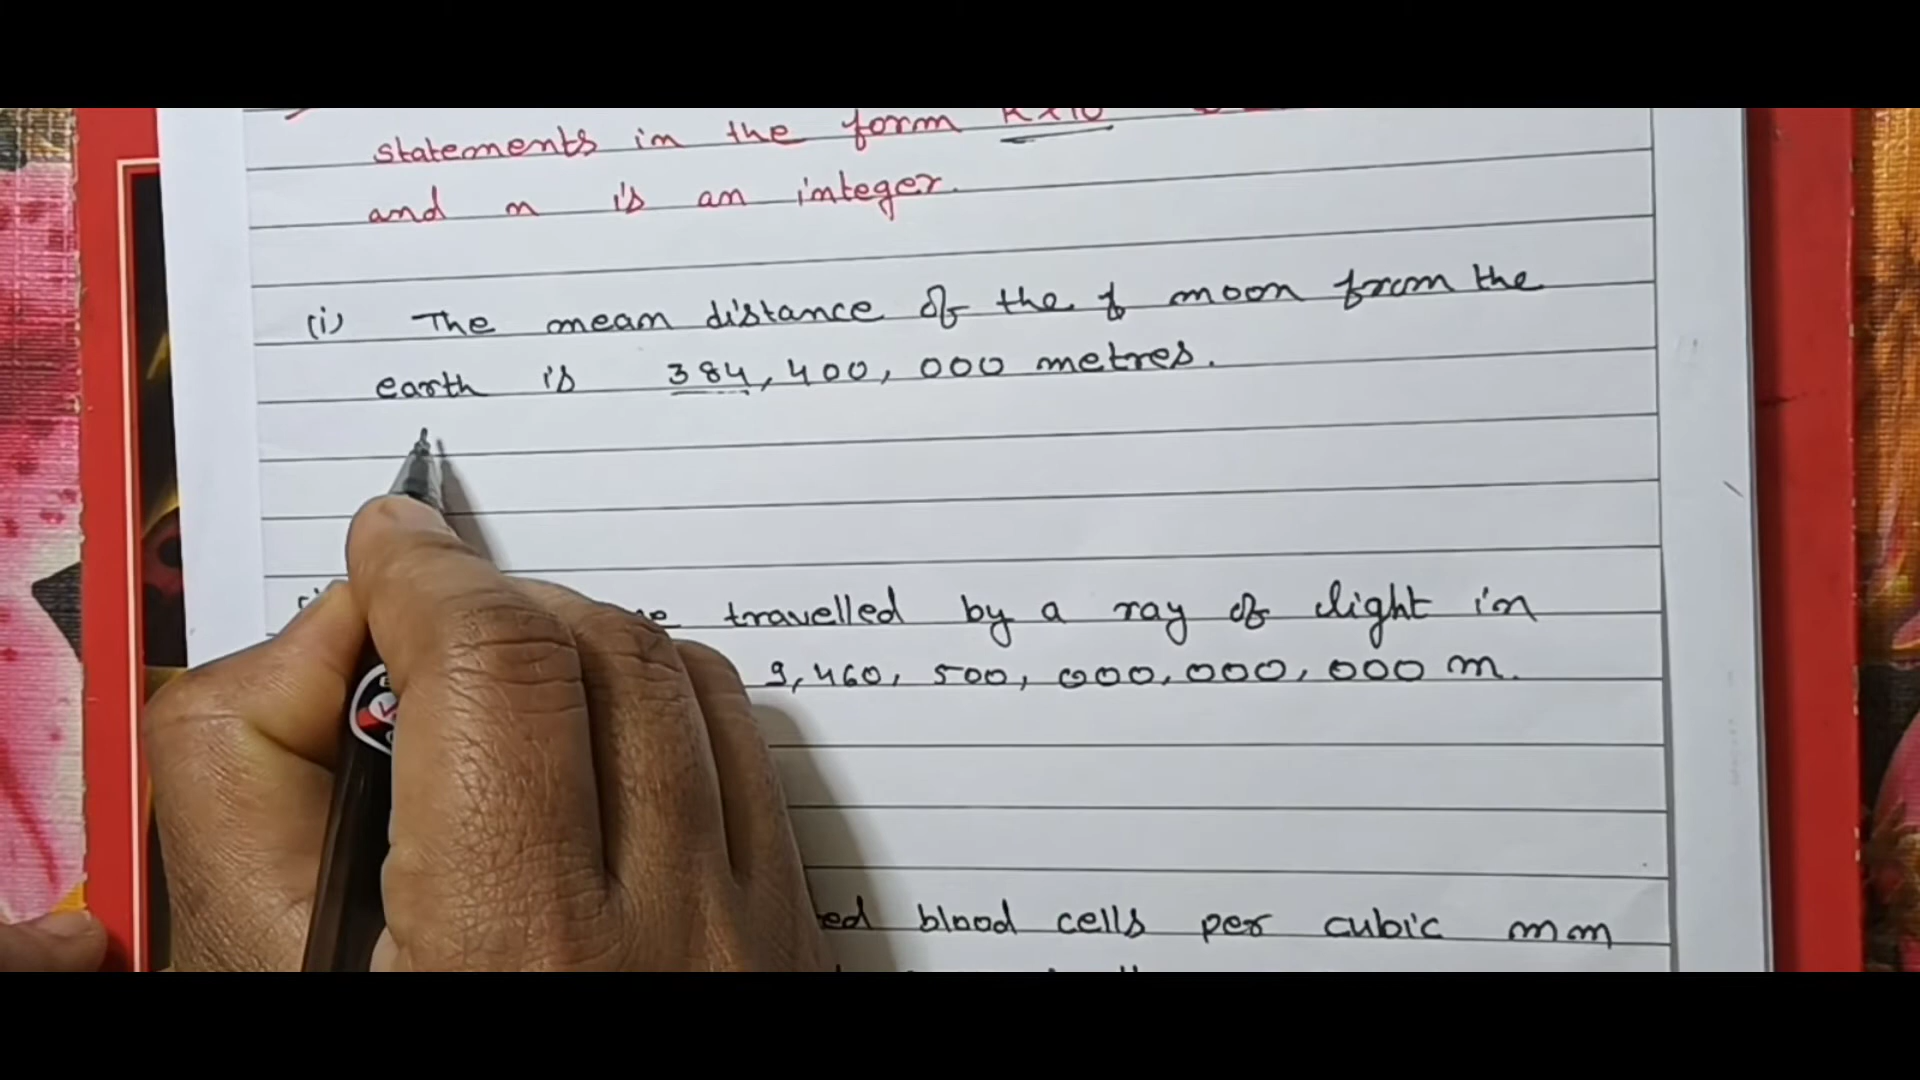 statements in the form K×10
and n is an integer.
(i) The mean distance of the moon from the
earth is 384,400,000 metres.
travelled by a ray of light in
9,460,500,000,000,000 m.
blood cells per cubic mm